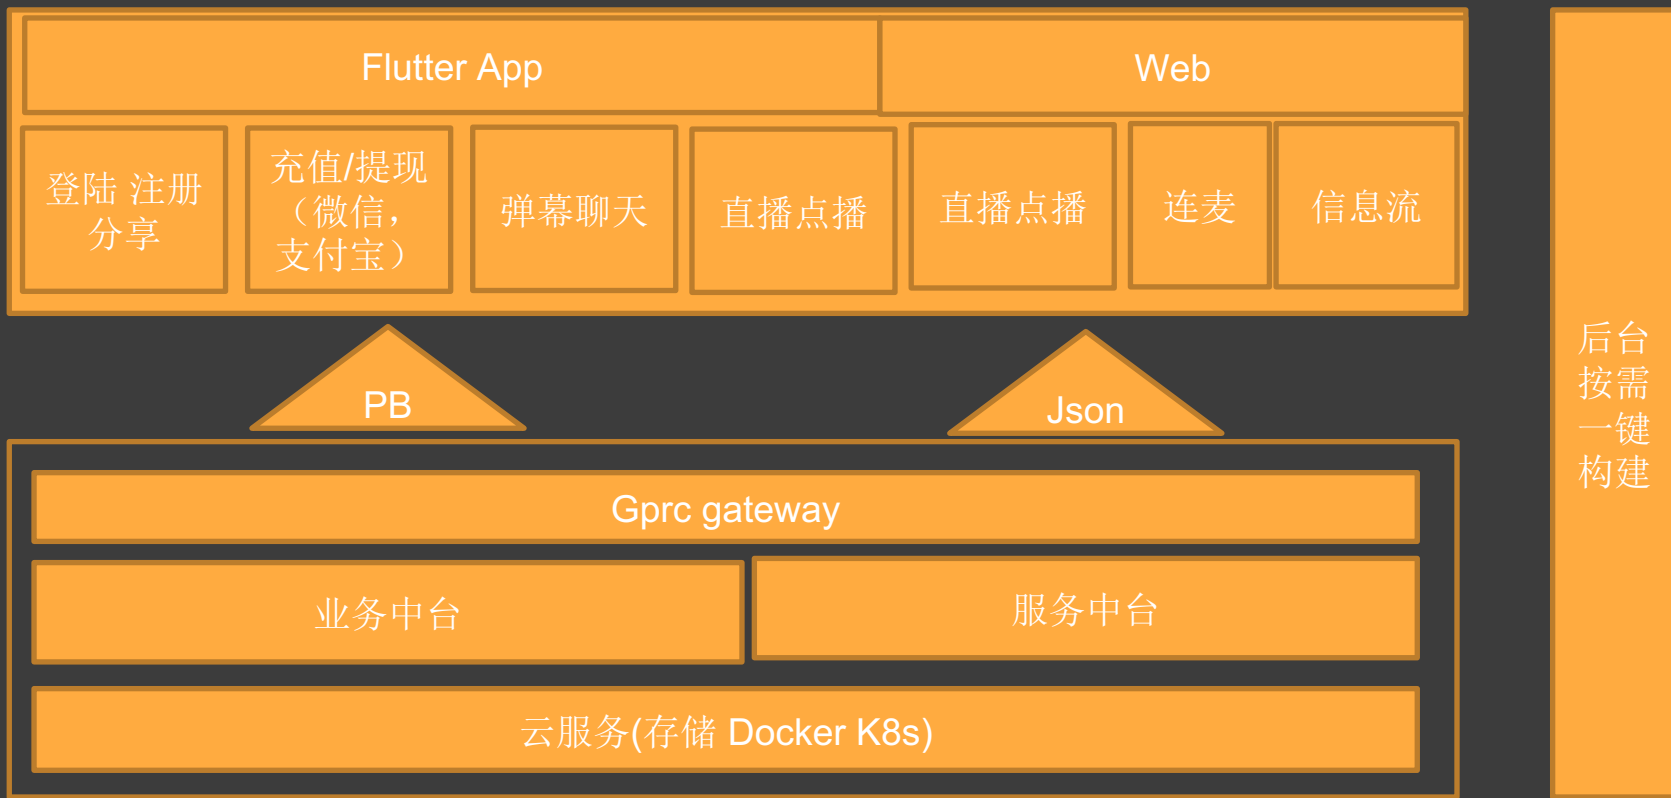 Flutter App
Web
登陆 注册
分享
充值/提现
（微信，
支付宝）
弹幕聊天
直播点播
直播点播
连麦
信息流
PB
Json
Gprc gateway
业务中台
服务中台
云服务(存储 Docker K8s)
后台
按需
一键
构建